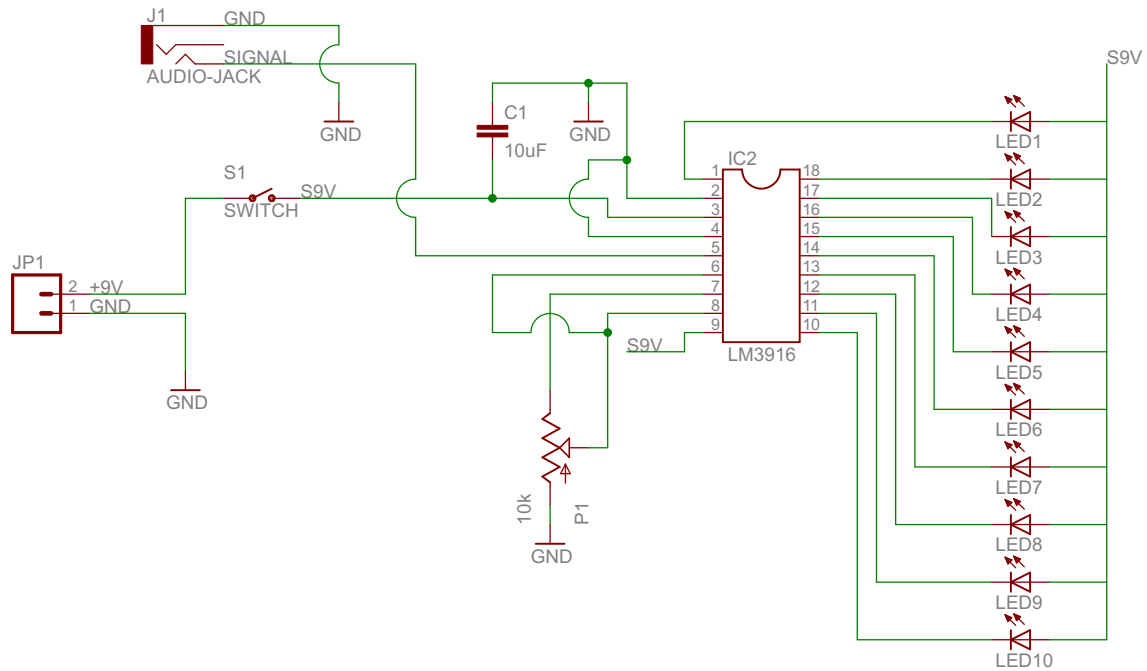 J1
GND
SIGNAL
AUDIO-JACK
GND
S9V
C1
10uF
GND
LED1
S1
S9V
SWITCH
IC2
1
2
3
4
5
6
7
8
9
18
17
16
15
14
13
12
11
10
LM3916
S9V
JP1
2
+9V
1
GND
GND
LED2
LED3
LED4
LED5
LED6
LED7
LED8
LED9
LED10
10k
P1
GND